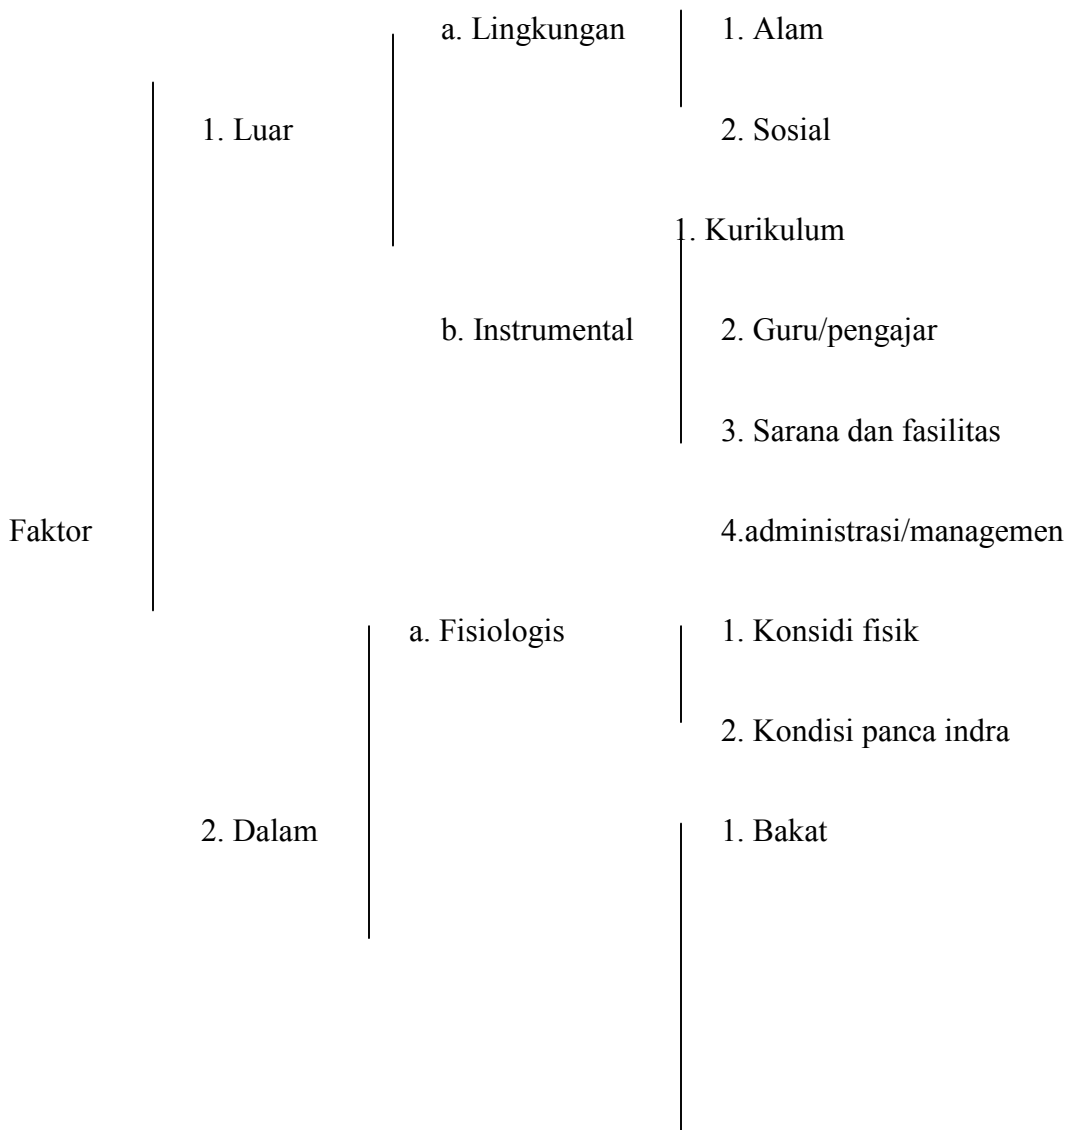 a. Lingkungan 1. Alam
1. Luar 2. Sosial
1. Kurikulum
b. Instrumental 2. Guru/pengajar
3. Sarana dan fasilitas
Faktor 4.administrasi/managemen
a. Fisiologis 1. Konsidi fisik
2. Kondisi panca indra
2. Dalam 1. Bakat